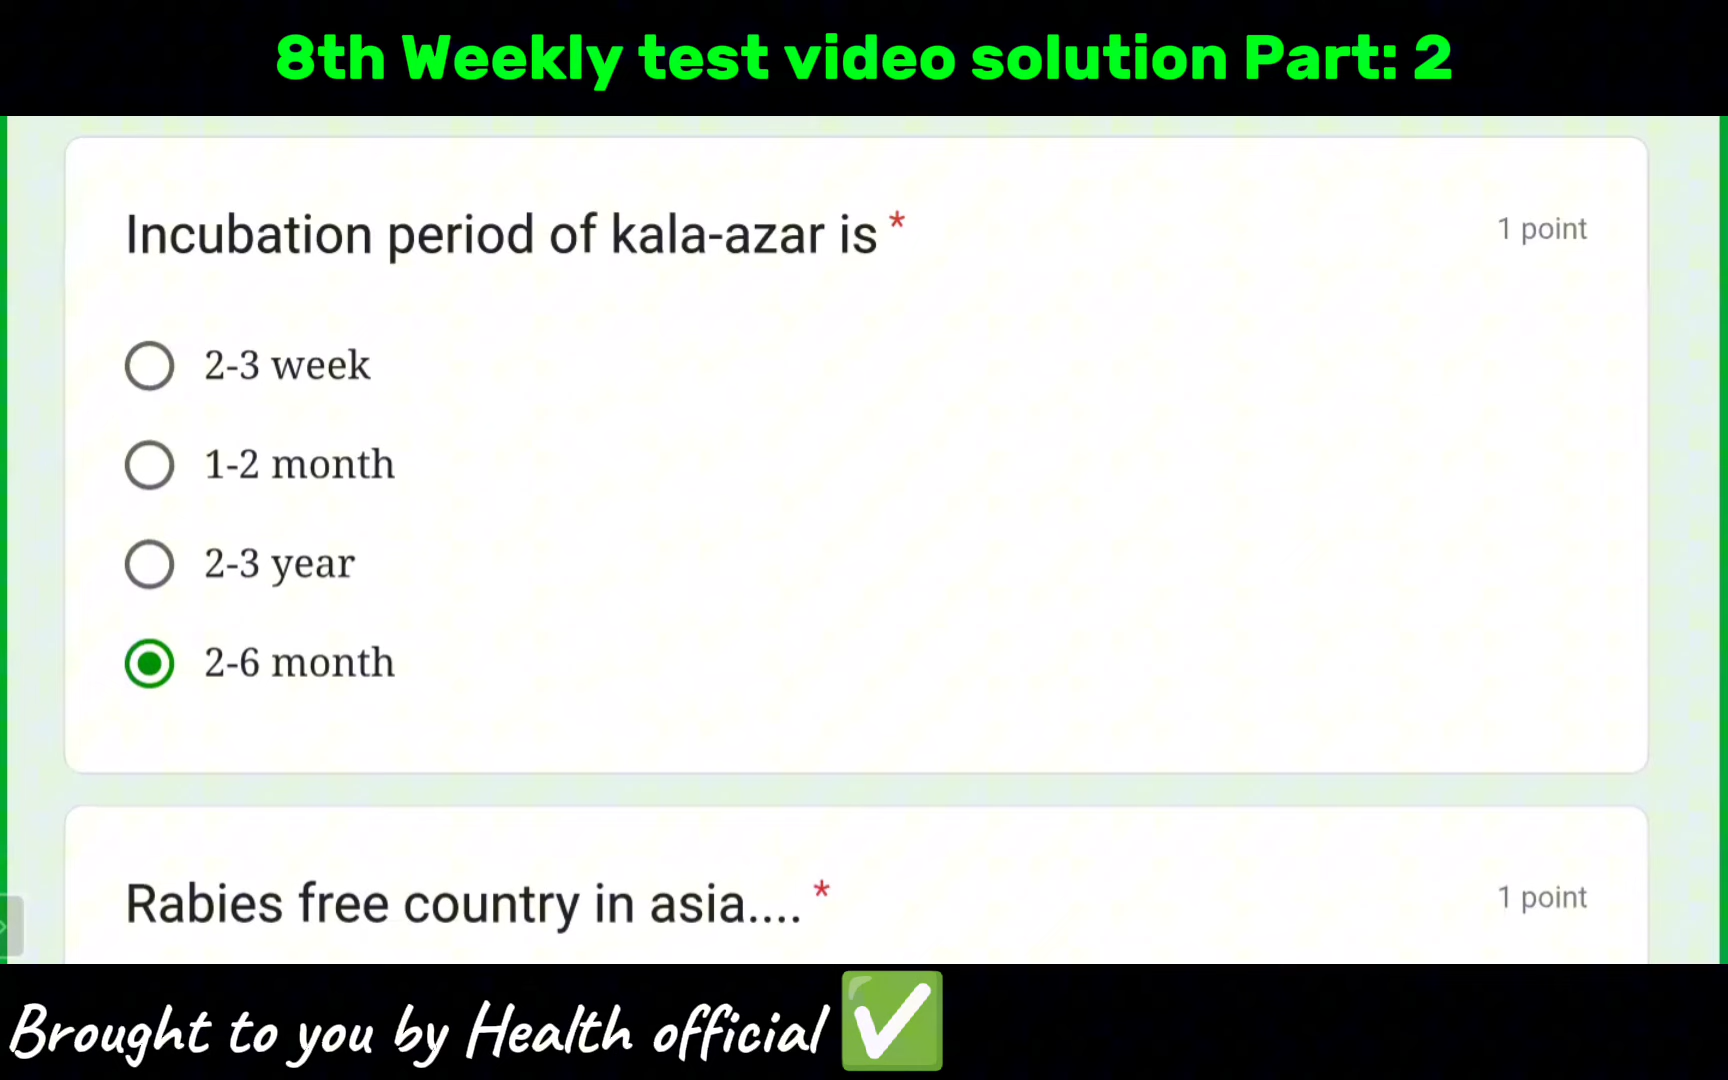 8th Weekly test video solution Part: 2
Incubation period of kala-azar is *
1 point
2-3 week
1-2 month
2-3 year
2-6 month
Rabies free country in asia.... *
1 point
Brought to you by Health official